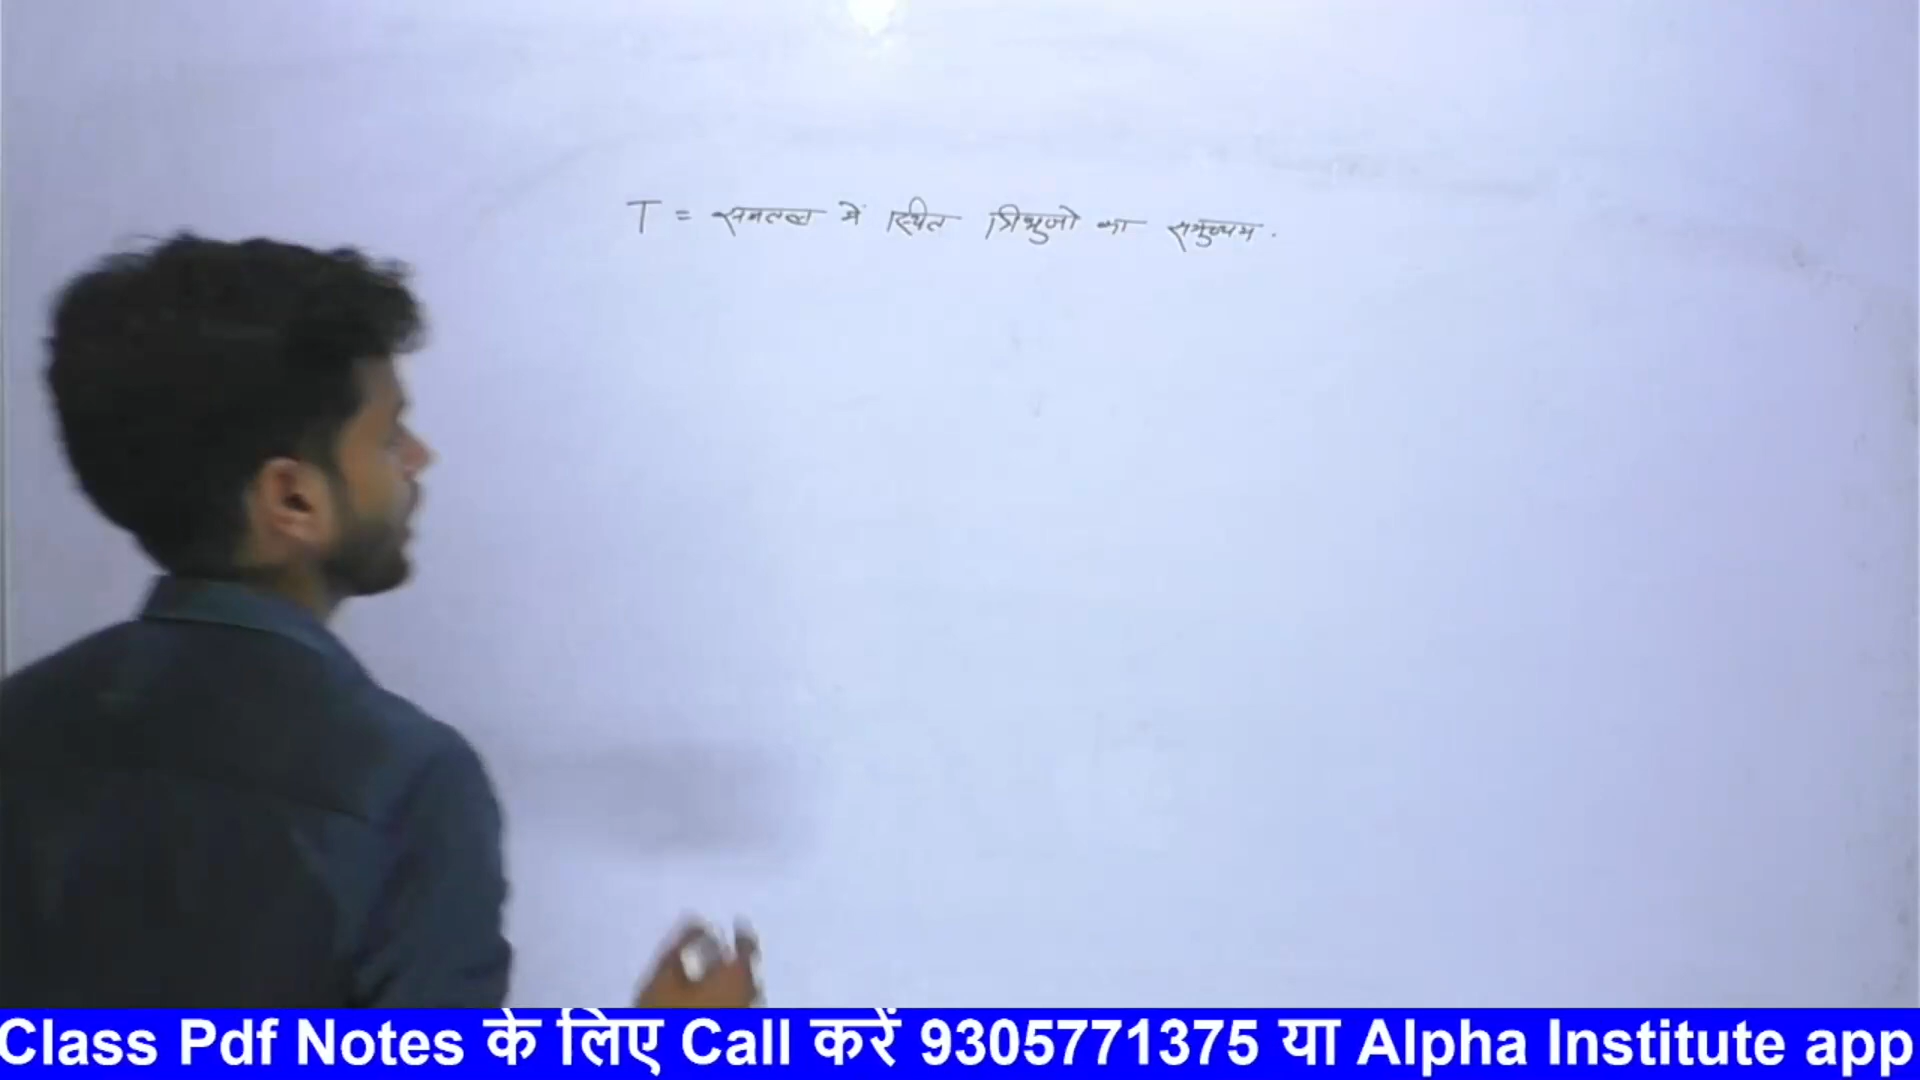 T = समतल में स्थित त्रिभुजो का समुच्चय .
Class Pdf Notes के लिए Call करें 9305771375 या Alpha Institute app